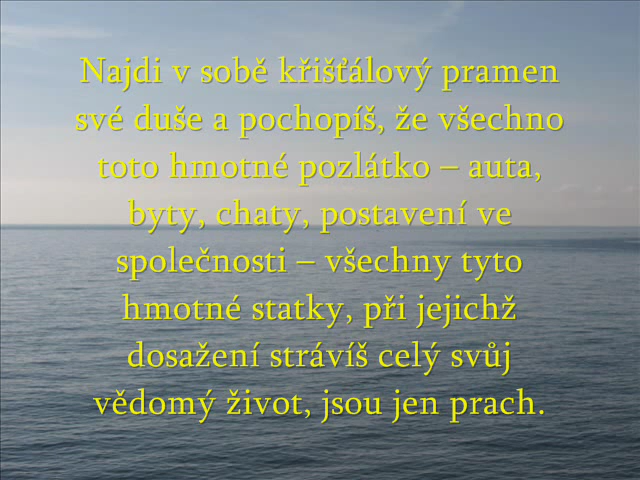 Najdi v sobě křišťálový pramen
své duše a pochopíš, že všechno
toto hmotné pozlátko – auta,
byty, chaty, postavení ve
společnosti – všechny tyto
hmotné statky, při jejichž
dosažení strávíš celý svůj
vědomý život, jsou jen prach.